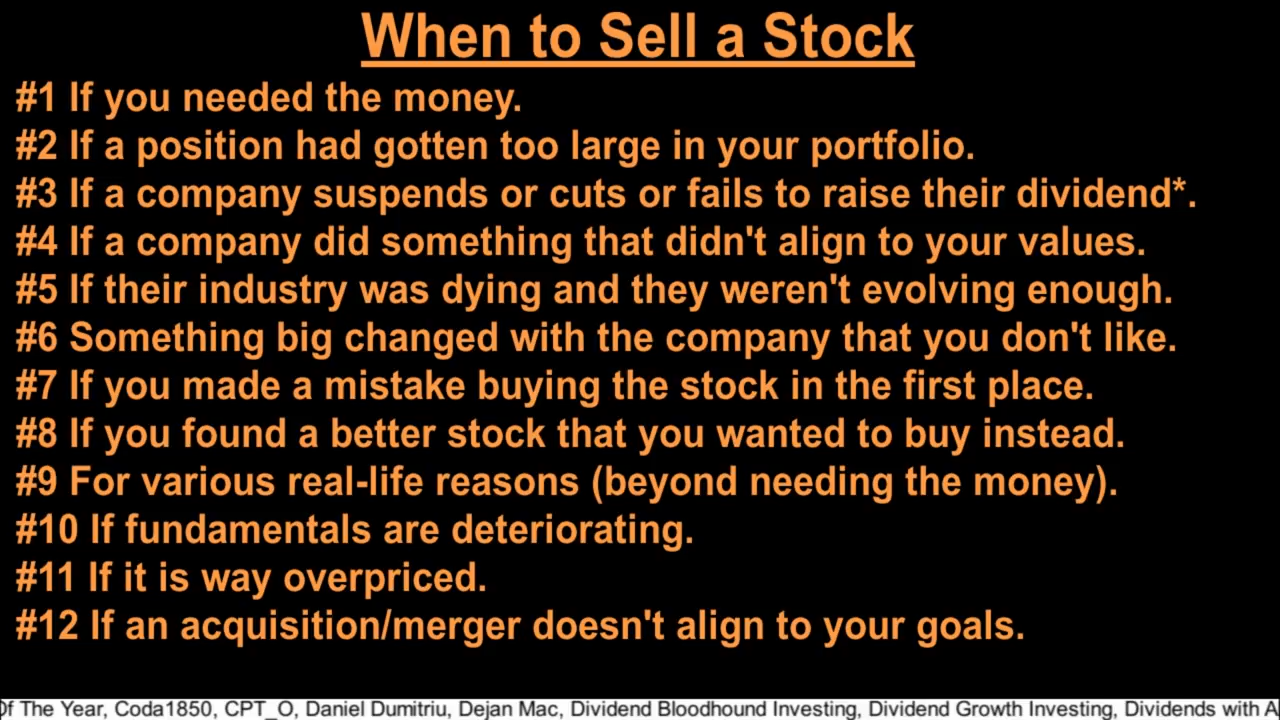 When to Sell a Stock
#1 If you needed the money.
#2 If a position had gotten too large in your portfolio.
#3 If a company suspends or cuts or fails to raise their dividend*.
#4 If a company did something that didn't align to your values.
#5 If their industry was dying and they weren't evolving enough.
#6 Something big changed with the company that you don't like.
#7 If you made a mistake buying the stock in the first place.
#8 If you found a better stock that you wanted to buy instead.
#9 For various real-life reasons (beyond needing the money).
#10 If fundamentals are deteriorating.
#11 If it is way overpriced.
#12 If an acquisition/merger doesn't align to your goals.
Of The Year, Coda1850, CPT_O, Daniel Dumitriu, Dejan Mac, Dividend Bloodhound Investing, Dividend Growth Investing, Dividends with A